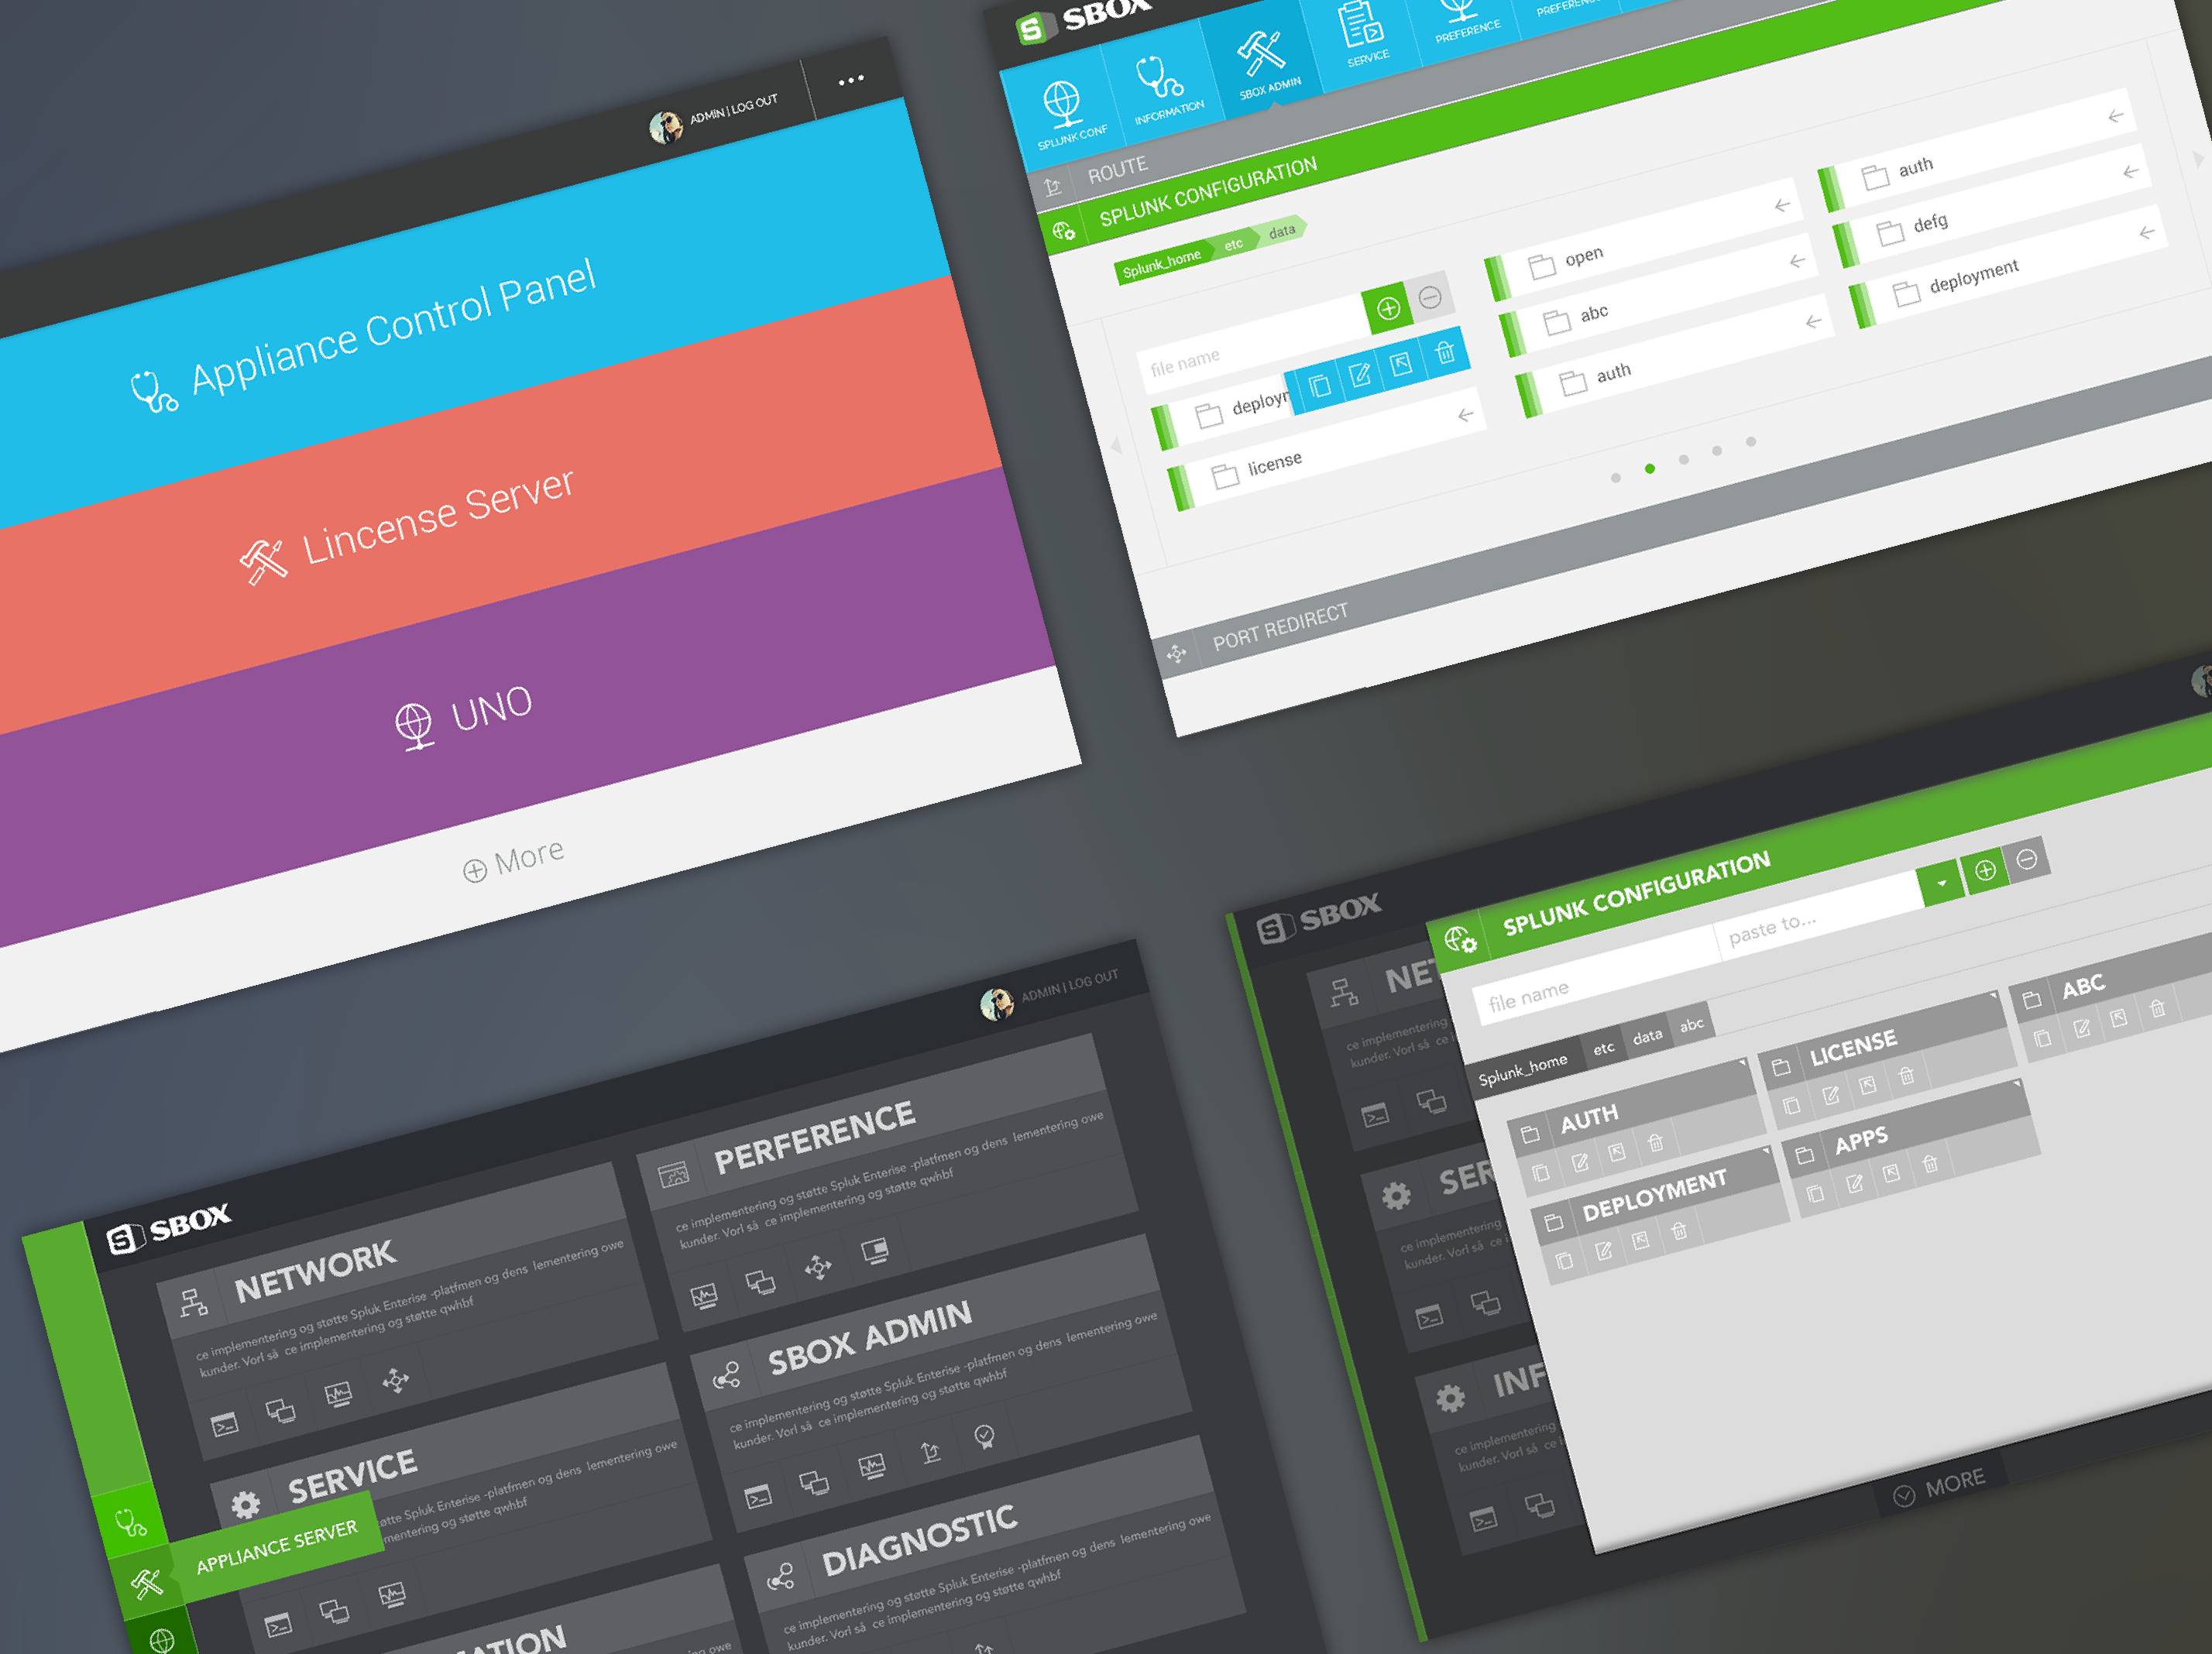 ADMIN | LOG OUT
Appliance Control Panel
Lincense Server
UNO
More
SBOX
SPLUNK CONF
INFORMATION
SBOX ADMIN
SERVICE
PREFERENCE
ROUTE
SPLUNK CONFIGURATION
Splunk_home etc data
file name
deployr
license
open
abc
auth
auth
defg
deployment
PORT REDIRECT
ADMIN | LOG OUT
SBOX
NETWORK
ce implementering og støtte Spluk Enterise -platfmen og dens lementering owe
kunder. Vorl så ce implementering og støtte qwhbf
PERFERENCE
ce implementering og støtte Spluk Enterise -platfmen og dens lementering owe
kunder. Vorl så ce implementering og støtte qwhbf
SERVICE
støtte Spluk Enterise -platfmen og dens lementering owe
mentering og støtte qwhbf
APPLIANCE SERVER
SBOX ADMIN
ce implementering og støtte Spluk Enterise -platfmen og dens lementering owe
kunder. Vorl så ce implementering og støtte qwhbf
DIAGNOSTIC
ce implementering og støtte Spluk Enterise -platfmen og dens lementering owe
kunder. Vorl så ce implementering og støtte qwhbf
ATION
SBOX
NET
ce implementering
kunder. Vorl så ce i
SER
ce implementering
kunder. Vorl så ce i
INF
ce implementering
kunder. Vorl så ce i
SPLUNK CONFIGURATION
file name
paste to...
Splunk_home etc data abc
AUTH
LICENSE
ABC
DEPLOYMENT
APPS
MORE